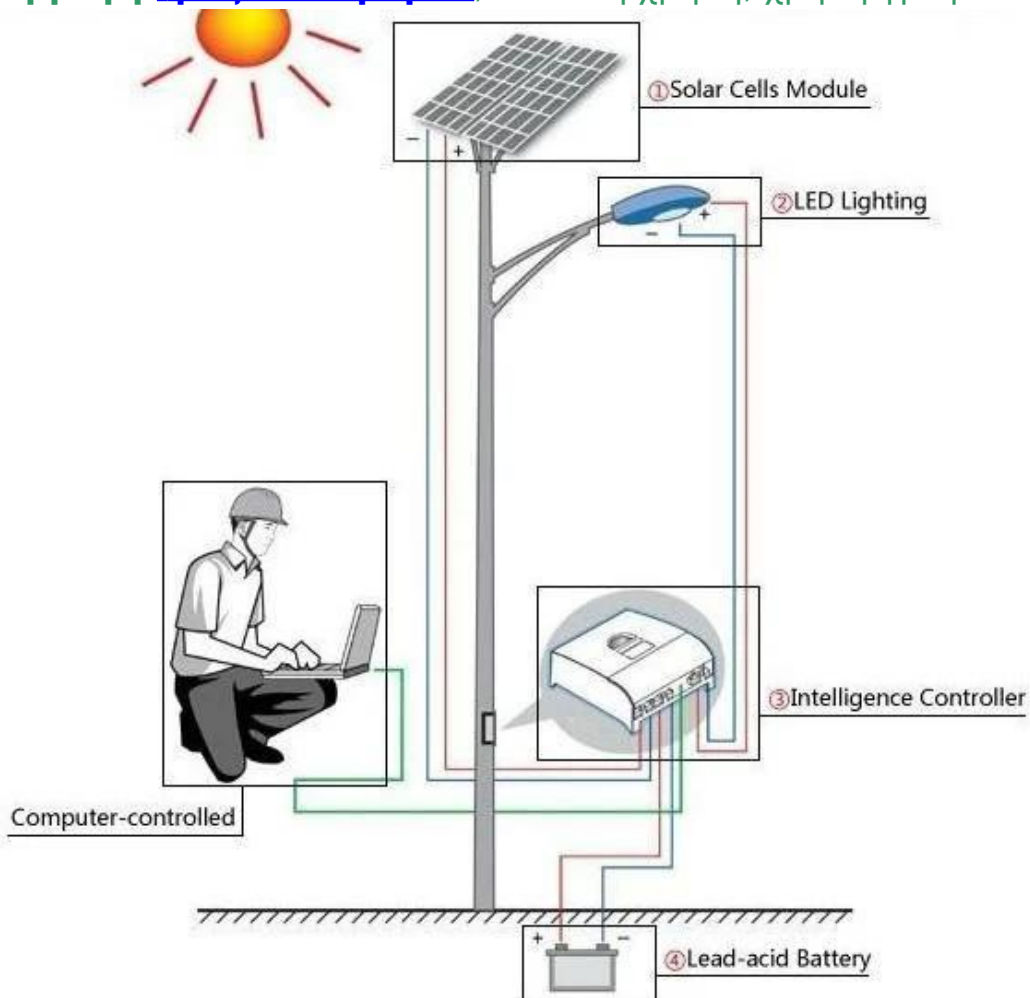 ①Solar Cells Module
− +
②LED Lighting
+
−
③Intelligence Controller
Computer-controlled
+ −
④Lead-acid Battery